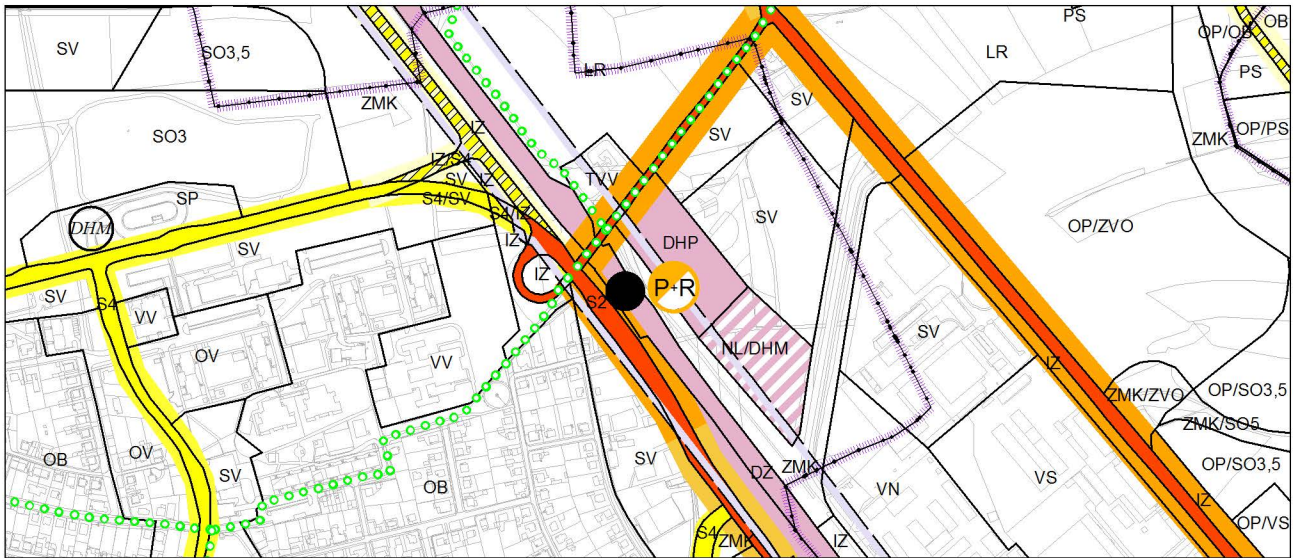 PS
OB
OP/OB
SV
SO3,5
LR
LR
PS
ZMK
SV
IZ
SV
OP/PS
ZMK
SO3
IZ/S4
SV
IZ
TVV
SP
S4/SV
S4/IZ
SV
DHM
OP/ZVO
SV
IZ
DHP
IZ
SV
S4
S2
P+R
VV
SV
OV
VV
NL/DHM
IZ
ZMK/ZVO
OP/SO3,5
ZMK/SO5
OB
OV
SV
OB
SV
DZ
ZMK
OP/SO3,5
VN
VS
IZ
OP/VS
S4
ZMK
IZ